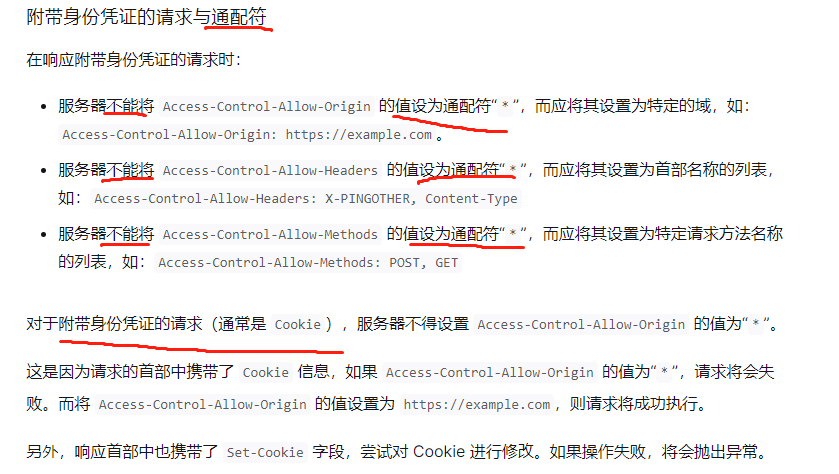 附带身份凭证的请求与通配符
在响应附带身份凭证的请求时：
• 服务器不能将 Access-Control-Allow-Origin 的值设为通配符“*”，而应将其设置为特定的域，如：
Access-Control-Allow-Origin: https://example.com。
• 服务器不能将 Access-Control-Allow-Headers 的值设为通配符“*”，而应将其设置为首部名称的列表，
如：Access-Control-Allow-Headers: X-PINGOTHER, Content-Type
• 服务器不能将 Access-Control-Allow-Methods 的值设为通配符“*”，而应将其设置为特定请求方法名称
的列表，如：Access-Control-Allow-Methods: POST, GET
对于附带身份凭证的请求（通常是 Cookie），服务器不得设置 Access-Control-Allow-Origin 的值为“*”。
这是因为请求的首部中携带了 Cookie 信息，如果 Access-Control-Allow-Origin 的值为“*”，请求将会失
败。而将 Access-Control-Allow-Origin 的值设置为 https://example.com，则请求将成功执行。
另外，响应首部中也携带了 Set-Cookie 字段，尝试对 Cookie 进行修改。如果操作失败，将会抛出异常。